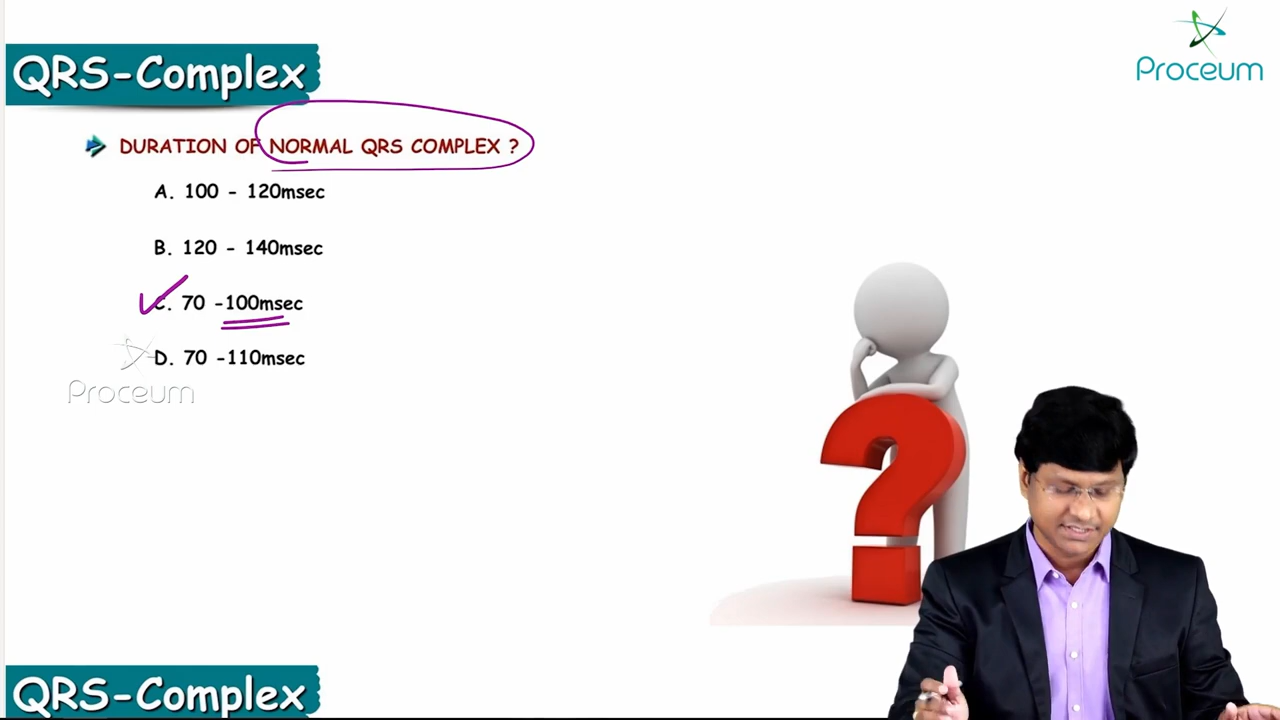 Proceum
QRS-Complex
DURATION OF NORMAL QRS COMPLEX ?
A. 100 - 120msec
B. 120 - 140msec
C. 70 -100msec
D. 70 -110msec
Proceum
QRS-Complex